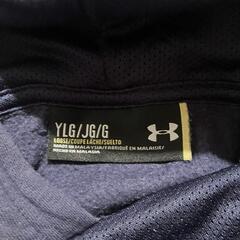 YLG/JG/G
LOOSE/COUPE LÂCHE/SUELTO
MADE IN MALAYSIA/FABRIQUÉ EN MALAISIE/
HECHO EN MALASIA